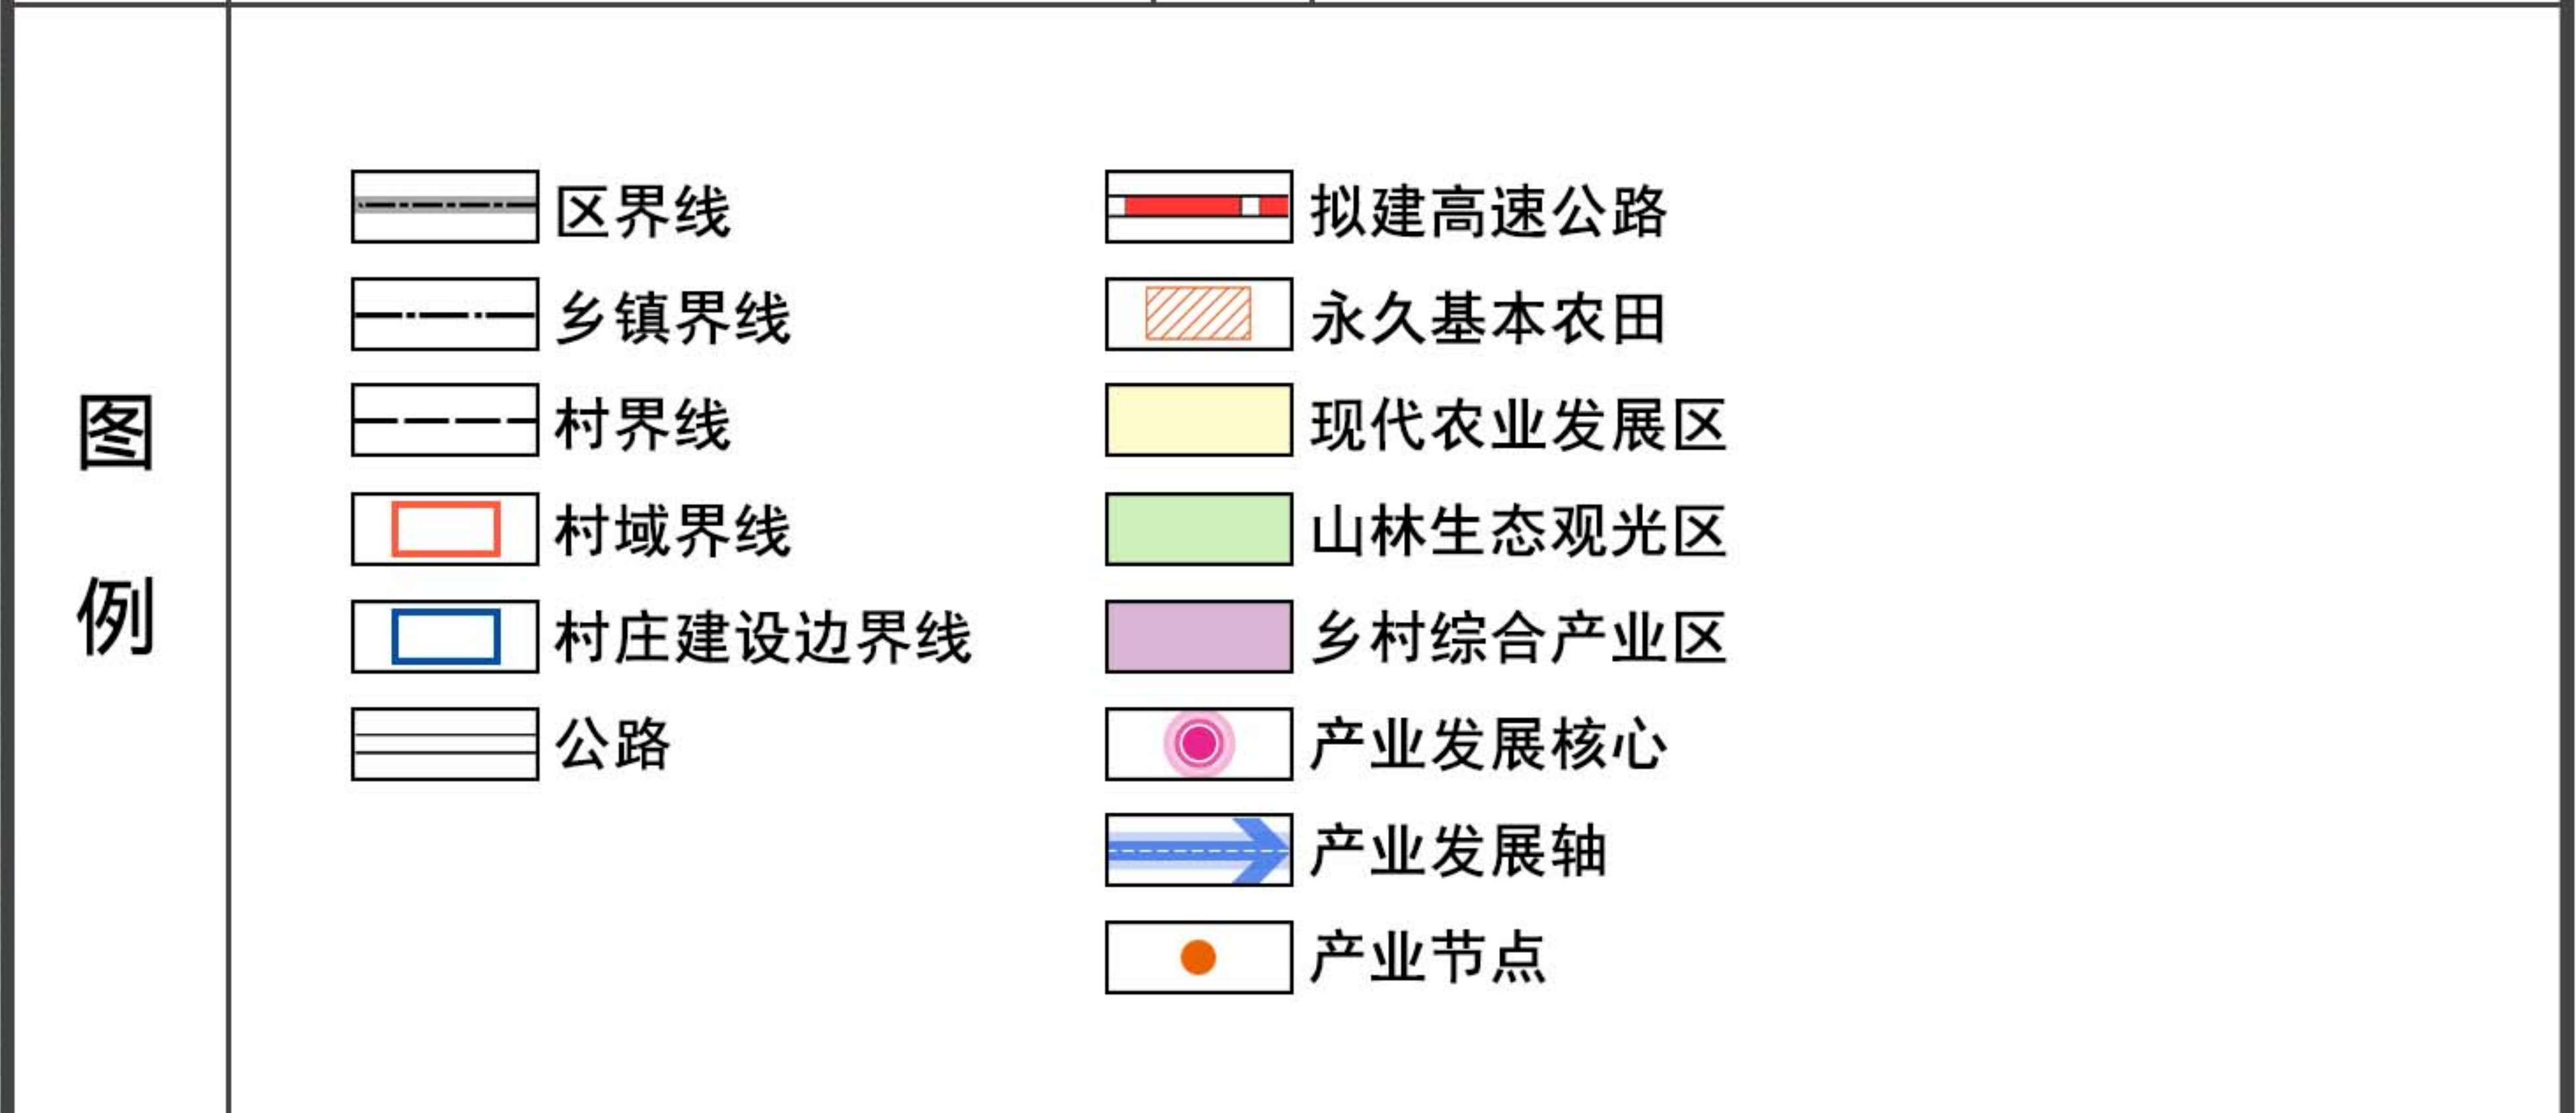 图例
区界线
乡镇界线
村界线
村域界线
村庄建设边界线
公路
拟建高速公路
永久基本农田
现代农业发展区
山林生态观光区
乡村综合产业区
产业发展核心
产业发展轴
产业节点